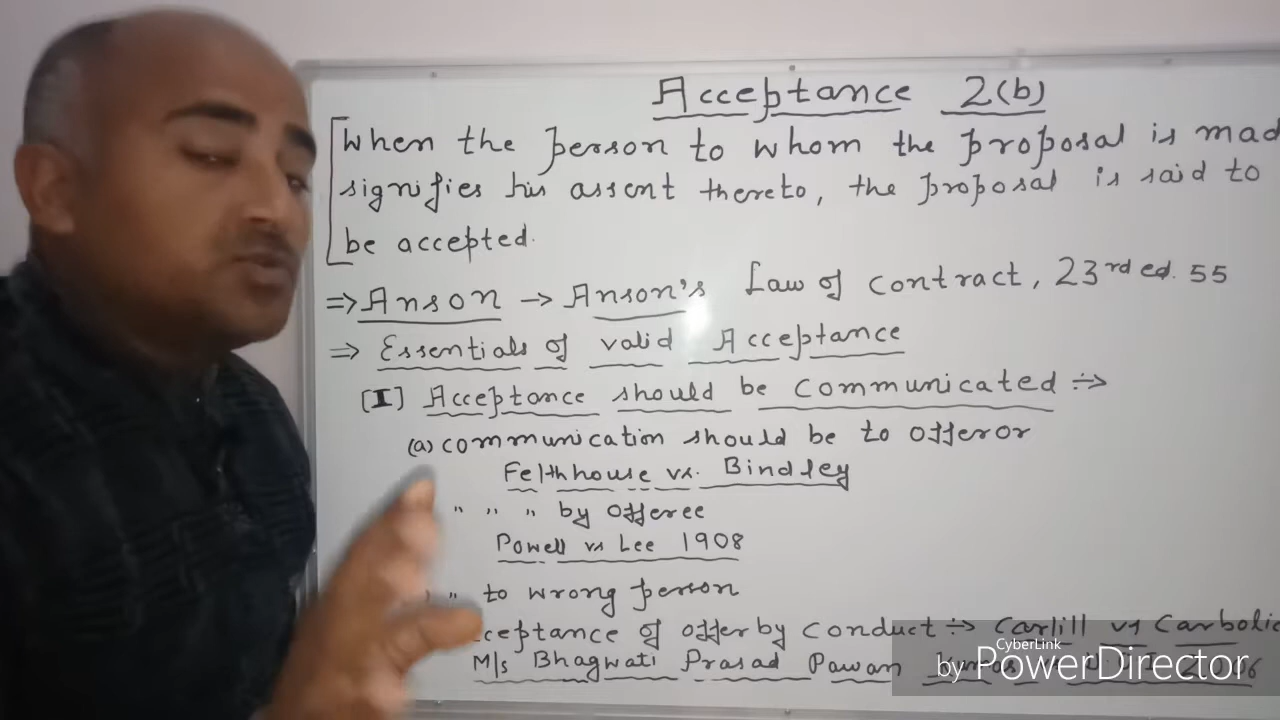 Acceptance 2(b)
When the person to whom the proposal is mad
signifies his assent thereto, the proposal is said to
be accepted.
⇒ Anson → Anson's Law of contract, 23rd ed. 55
⇒ Essentials of valid Acceptance
[I] Acceptance should be communicated ÷>
(a) communication should be to offeror
Felthhouse vs. Bindley
" " " by offeree
Powell vs Lee 1908
" to wrong person
cceptance of offer by conduct ÷> Carlill vs Carbolic
M/s Bhagwati Prasad Pawan
CyberLink
by PowerDirector